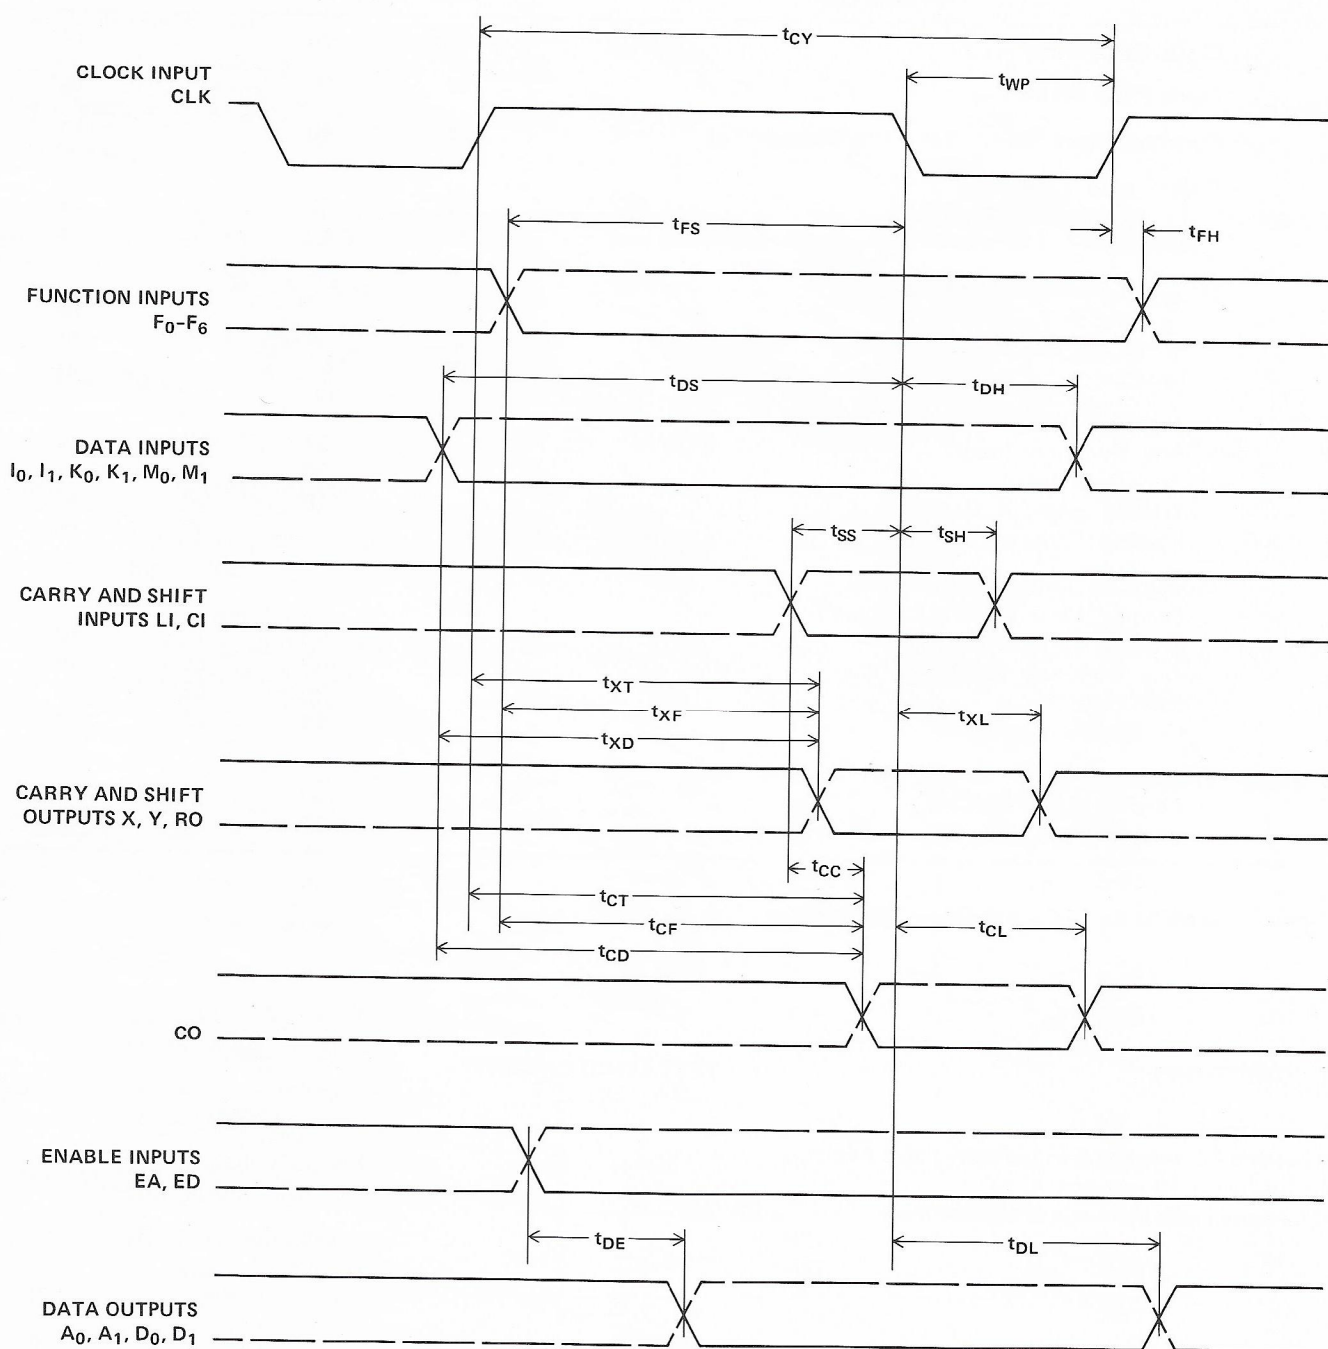 tCY
CLOCK INPUT
CLK
tWP
tFS
tFH
FUNCTION INPUTS
F0–F6
tDS
tDH
DATA INPUTS
I0, I1, K0, K1, M0, M1
tSS
tSH
CARRY AND SHIFT
INPUTS LI, CI
tXT
tXF
tXL
tXD
CARRY AND SHIFT
OUTPUTS X, Y, RO
tCC
tCT
tCF
tCL
tCD
CO
ENABLE INPUTS
EA, ED
tDE
tDL
DATA OUTPUTS
A0, A1, D0, D1